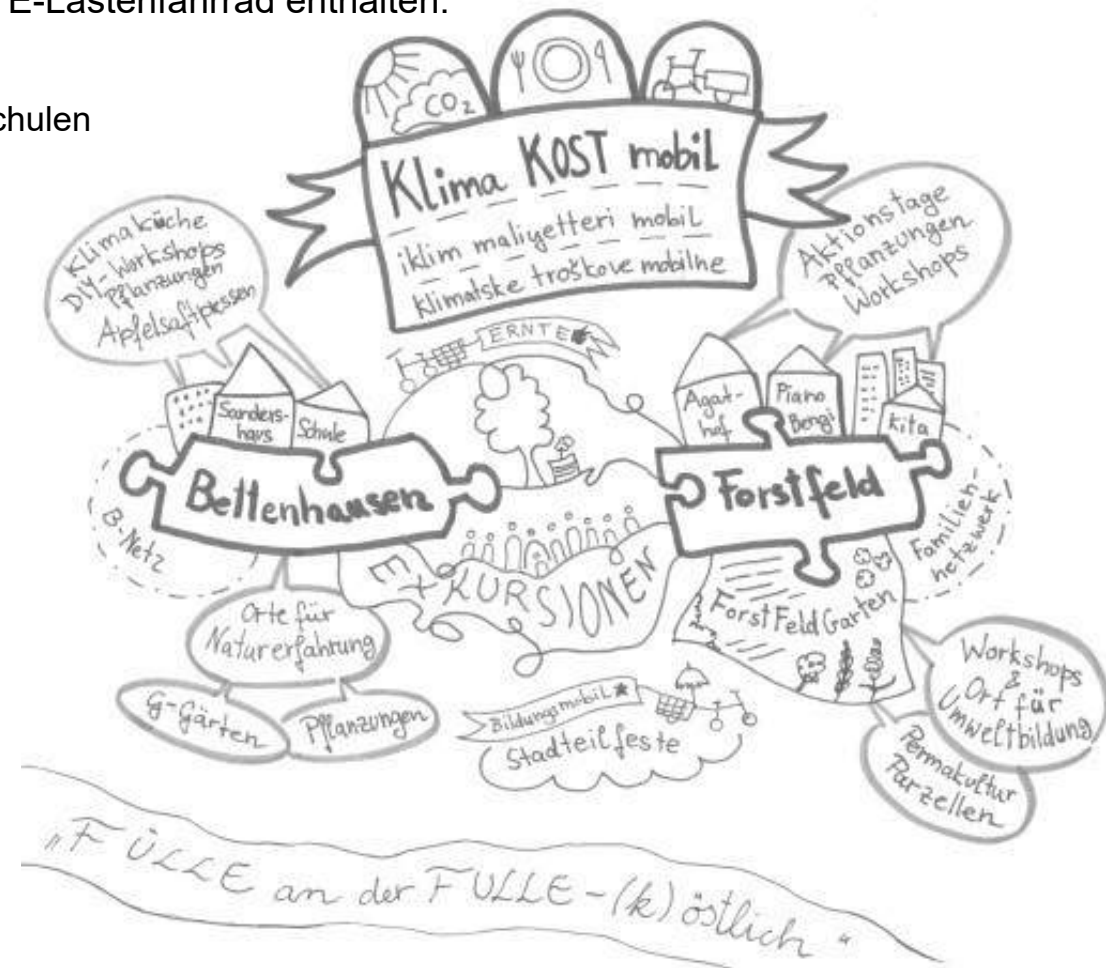 E-Lastenfahrrad enthalten.
chulen
CO₂
Klima KOST mobil
iklim maliyetteri mobil
klimatske troškove mobilne
Klimaküche
DIY-Workshops
Pflanzungen
Apfelsaftpressen
Aktionstage
Pflanzungen
Workshops
ERNTE
Sanders-
haus
Schule
Agat-
hof
Piano
Bengi
Kita
Bettenhausen
Forstfeld
B-Netz
Familien-
netzwerk
EXKURSIONEN
ForstFeldGarten
Orte für
Naturerfahrung
G-Gärten
Pflanzungen
Bildungsmobil
Stadtteilfeste
Workshops
&
Ort für
Umweltbildung
Permakultur
Parzellen
„FÜLLE an der FULLE-(k)östlich“